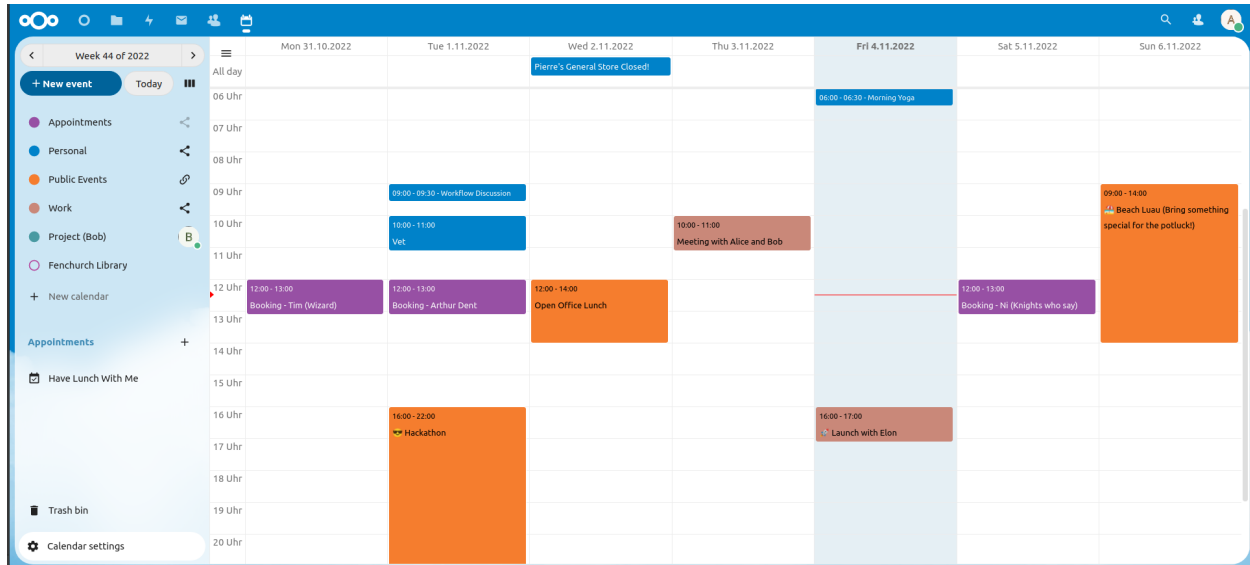 A
Week 44 of 2022
+ New event
Today
Appointments
Personal
Public Events
Work
Project (Bob)
B
Fenchurch Library
+ New calendar
Appointments
+
Have Lunch With Me
Trash bin
Calendar settings
Mon 31.10.2022
Tue 1.11.2022
Wed 2.11.2022
Thu 3.11.2022
Fri 4.11.2022
Sat 5.11.2022
Sun 6.11.2022
All day
Pierre's General Store Closed!
06 Uhr
06:00 - 06:30 - Morning Yoga
07 Uhr
08 Uhr
09 Uhr
09:00 - 09:30 - Workflow Discussion
09:00 - 14:00
🏖️ Beach Luau (Bring something
special for the potluck!)
10 Uhr
10:00 - 11:00
Vet
10:00 - 11:00
Meeting with Alice and Bob
11 Uhr
12 Uhr
12:00 - 13:00
Booking - Tim (Wizard)
12:00 - 13:00
Booking - Arthur Dent
12:00 - 14:00
Open Office Lunch
12:00 - 13:00
Booking - Ni (Knights who say)
13 Uhr
14 Uhr
15 Uhr
16 Uhr
16:00 - 22:00
😎 Hackathon
16:00 - 17:00
🚀 Launch with Elon
17 Uhr
18 Uhr
19 Uhr
20 Uhr